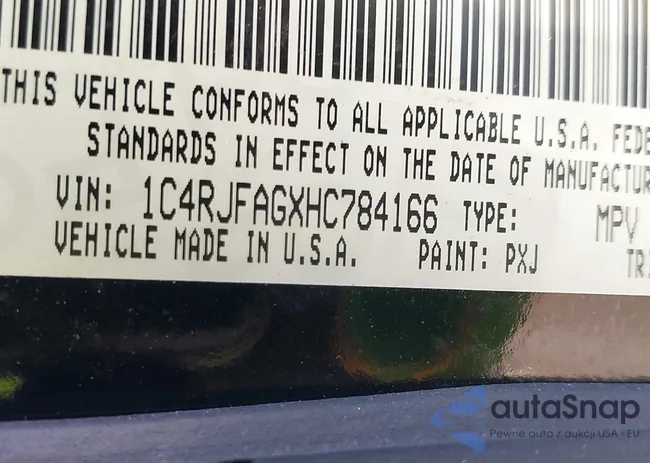 THIS VEHICLE CONFORMS TO ALL APPLICABLE U.S.A. FEDE
STANDARDS IN EFFECT ON THE DATE OF MANUFACTUR
VIN: 1C4RJFAGXHC784166 TYPE: MPV
VEHICLE MADE IN U.S.A. PAINT: PXJ TRI
autaSnap
Pewne auta z aukcji USA i EU